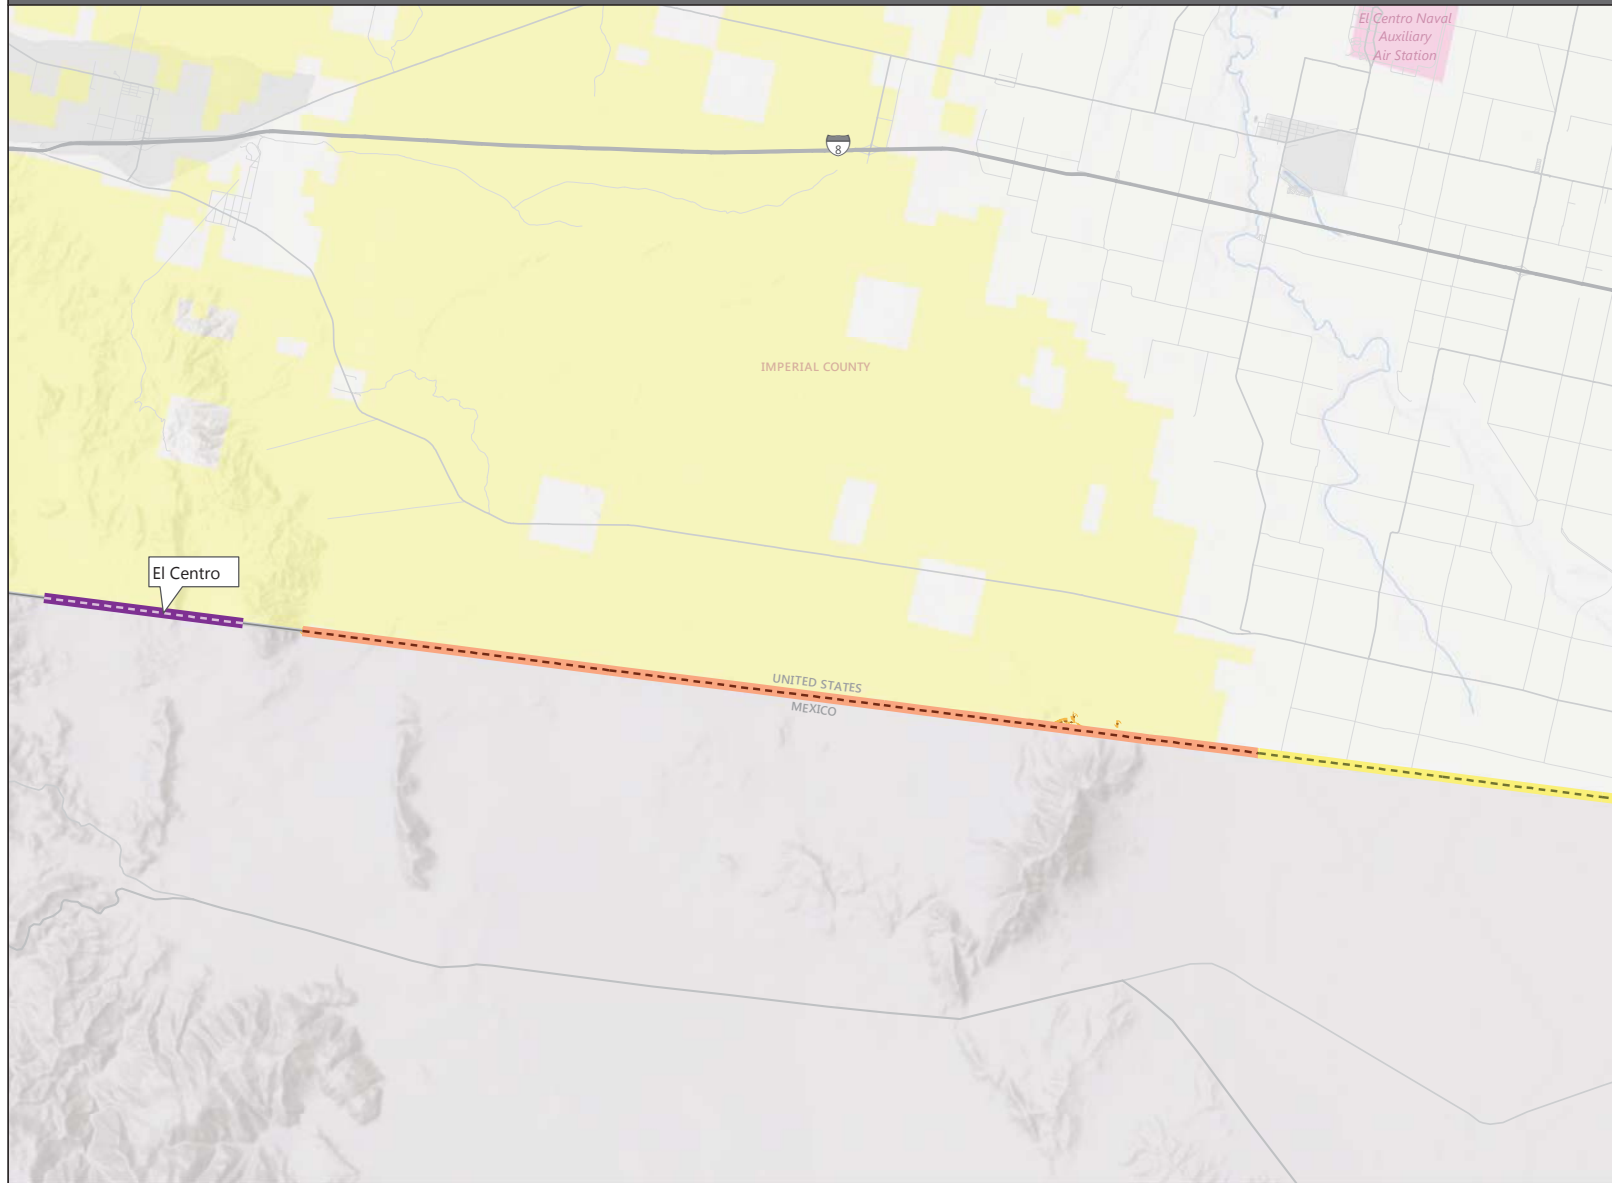 El Centro Naval
Auxiliary
Air Station
8
IMPERIAL COUNTY
El Centro
UNITED STATES
MEXICO